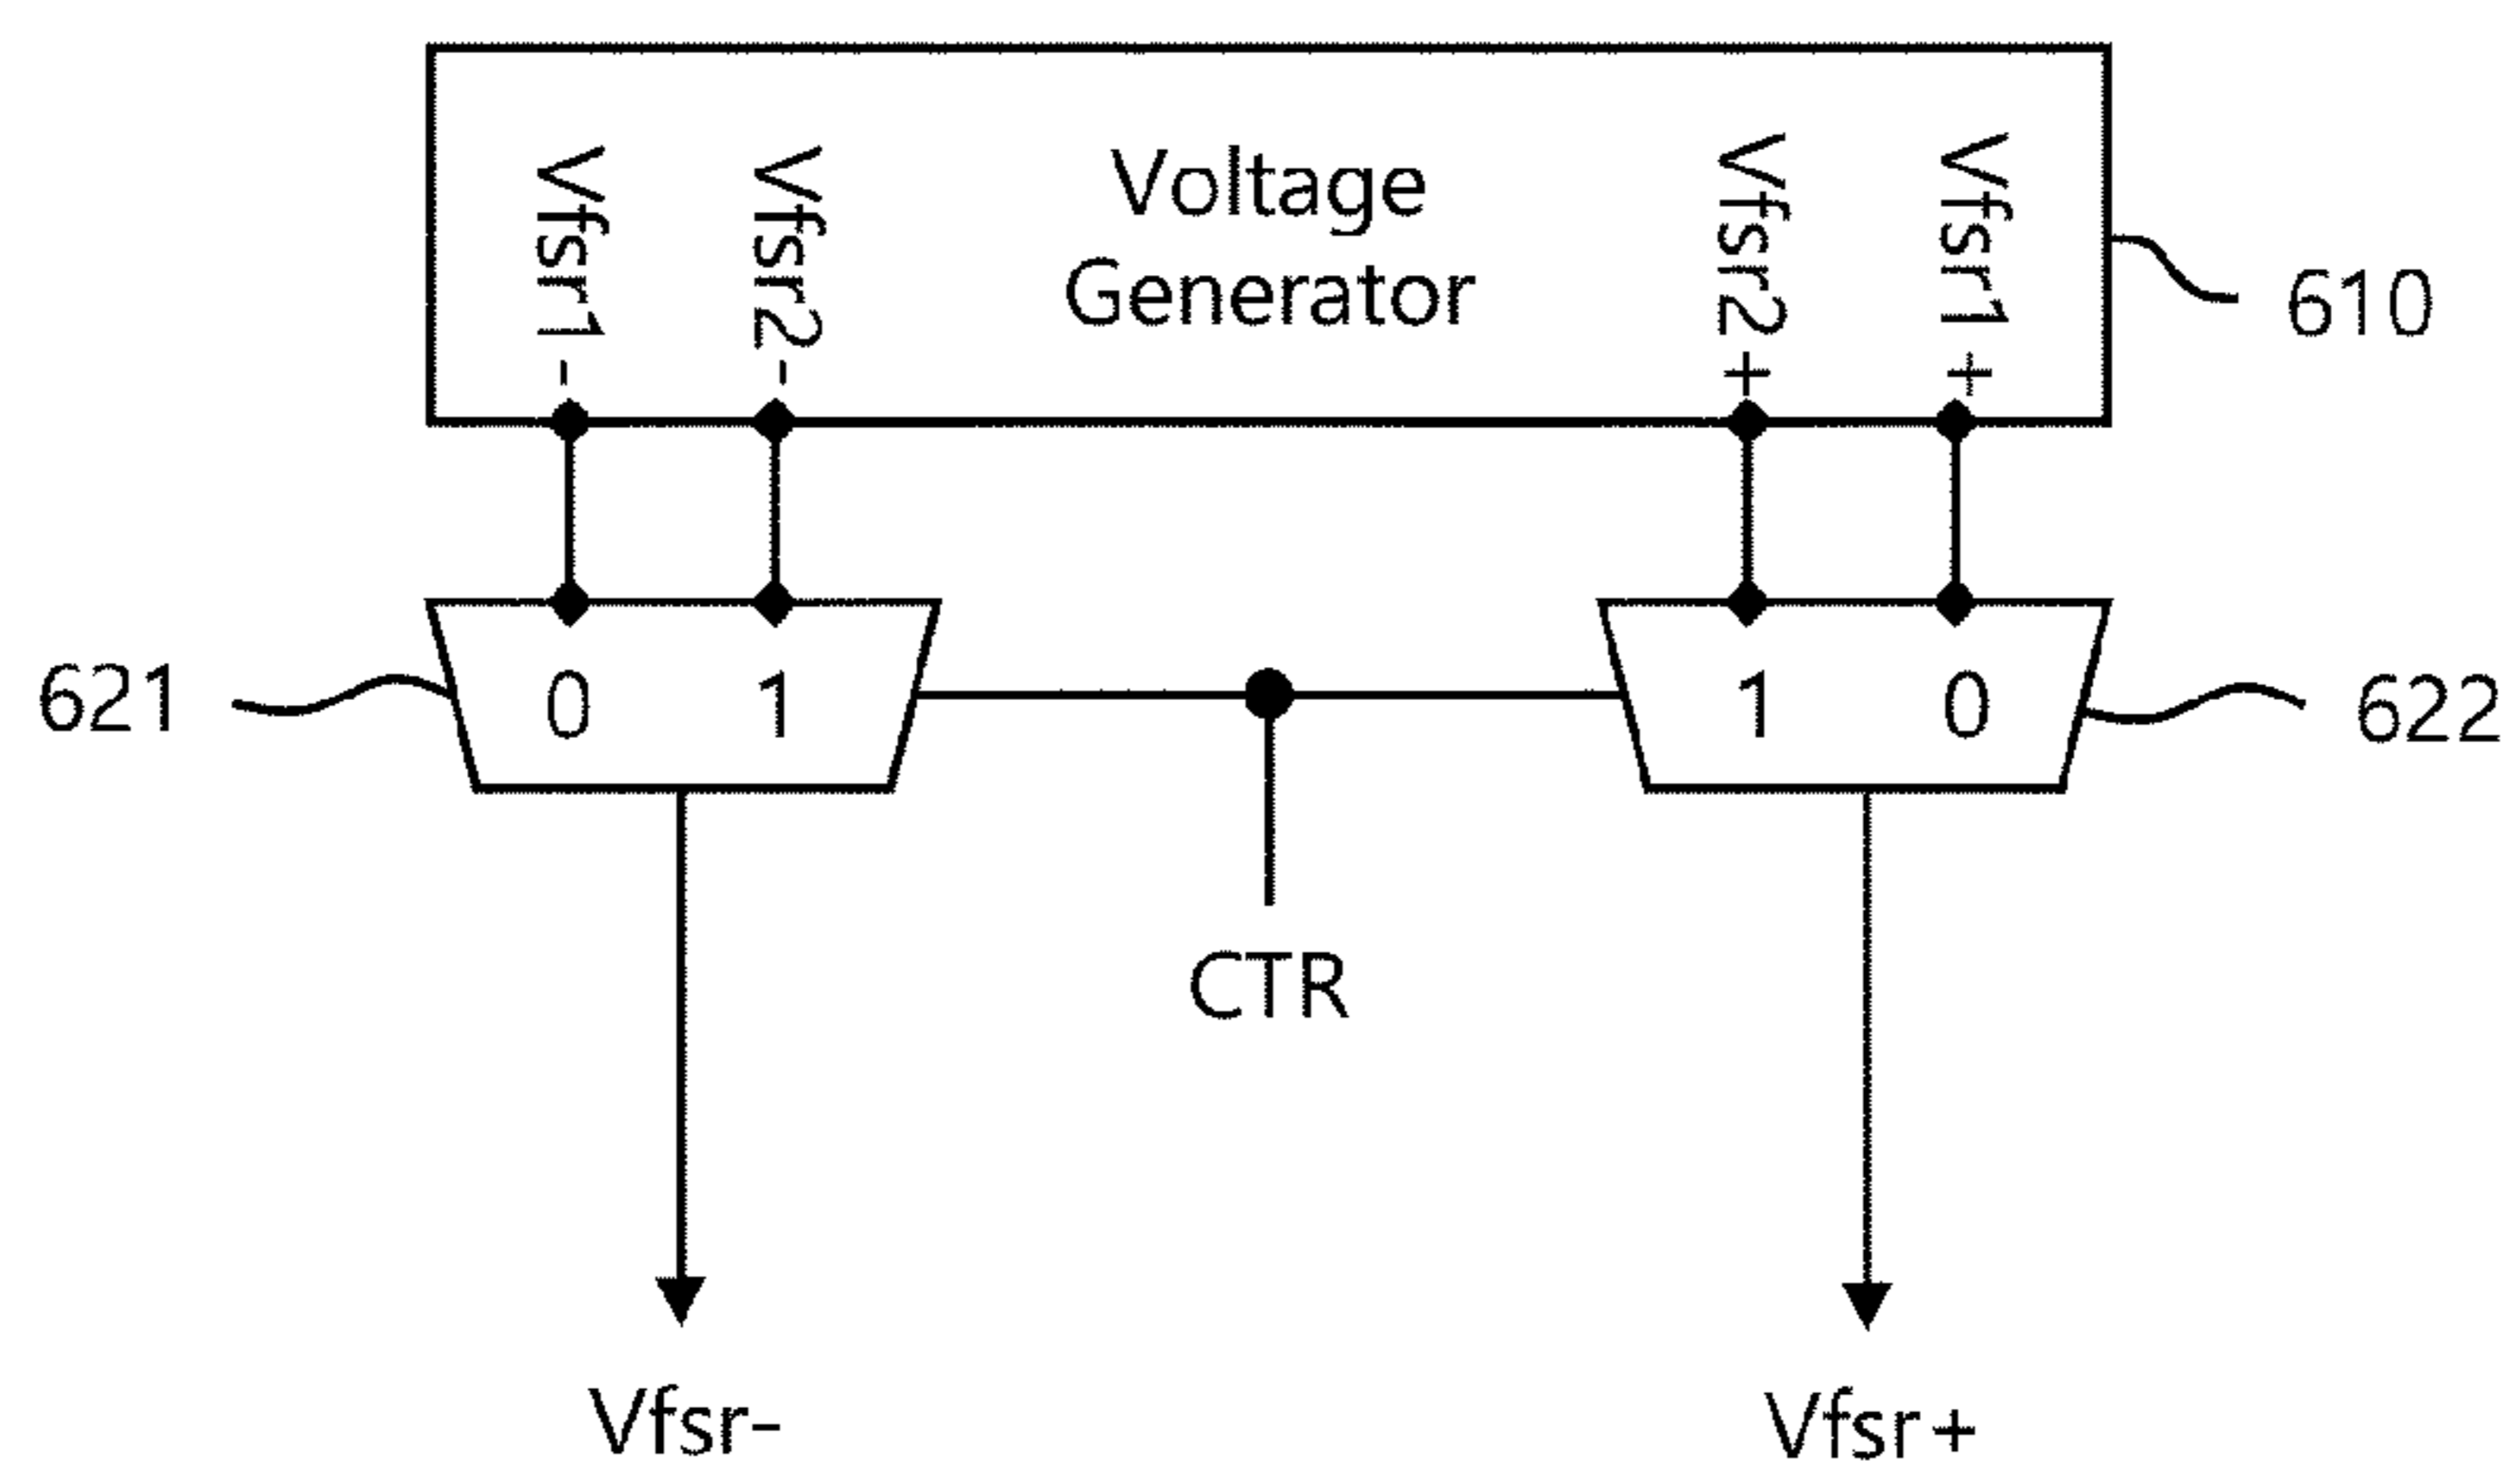 Vfsr1-
Vfsr2-
Voltage
Generator
Vfsr2+
Vfsr1+
610
621
0
1
1
0
622
CTR
Vfsr-
Vfsr+